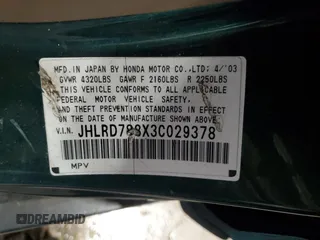 MFD. IN JAPAN BY HONDA MOTOR CO.,LTD: 4/'03
GVWR 4320LBS GAWR F 2160LBS R 2250LBS
THIS VEHICLE CONFORMS TO ALL APPLICABLE
FEDERAL MOTOR VEHICLE SAFETY, BUMPER,
AND THEFT PREVENTION STANDARDS IN EFFECT
ON THE DATE OF MANUFACTURE SHOWN ABOVE.
V.I.N. JHLRD788X3C029378
MPV
DREAMBID